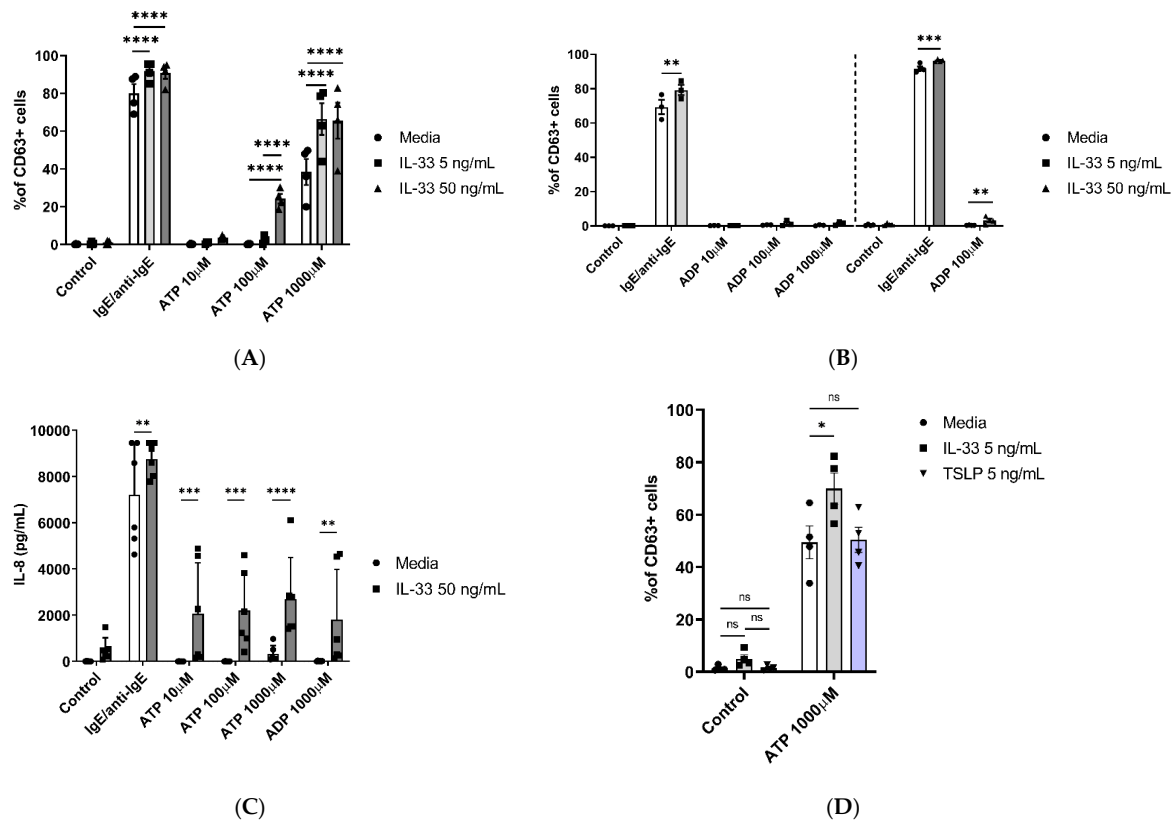 **** 
****
****
****
****
****
100
80
60
40
20
0
%of CD63+ cells
Control
IgE/anti-IgE
ATP 10μM
ATP 100μM
ATP 1000μM
Media
IL-33 5 ng/mL
IL-33 50 ng/mL
(A)
**
***
**
100
80
60
40
20
0
%of CD63+ cells
Control
IgE/anti-IgE
ADP 10μM
ADP 100μM
ADP 1000μM
Control
IgE/anti-IgE
ADP 100μM
Media
IL-33 5 ng/mL
IL-33 50 ng/mL
(B)
**
***
***
****
**
10000
8000
6000
4000
2000
0
IL-8 (pg/mL)
Control
IgE/anti-IgE
ATP 10μM
ATP 100μM
ATP 1000μM
ADP 1000μM
Media
IL-33 50 ng/mL
(C)
ns
*
ns
ns
ns
100
80
60
40
20
0
%of CD63+ cells
Control
ATP 1000μM
Media
IL-33 5 ng/mL
TSLP 5 ng/mL
(D)